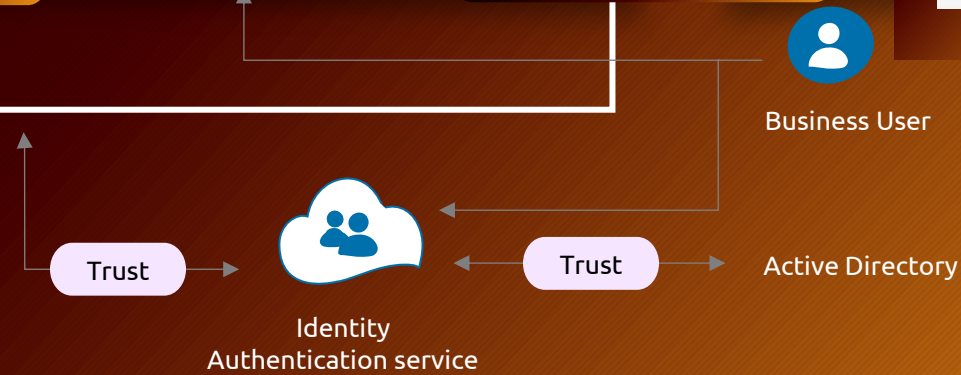 Business User
Trust
Trust
Active Directory
Identity
Authentication service